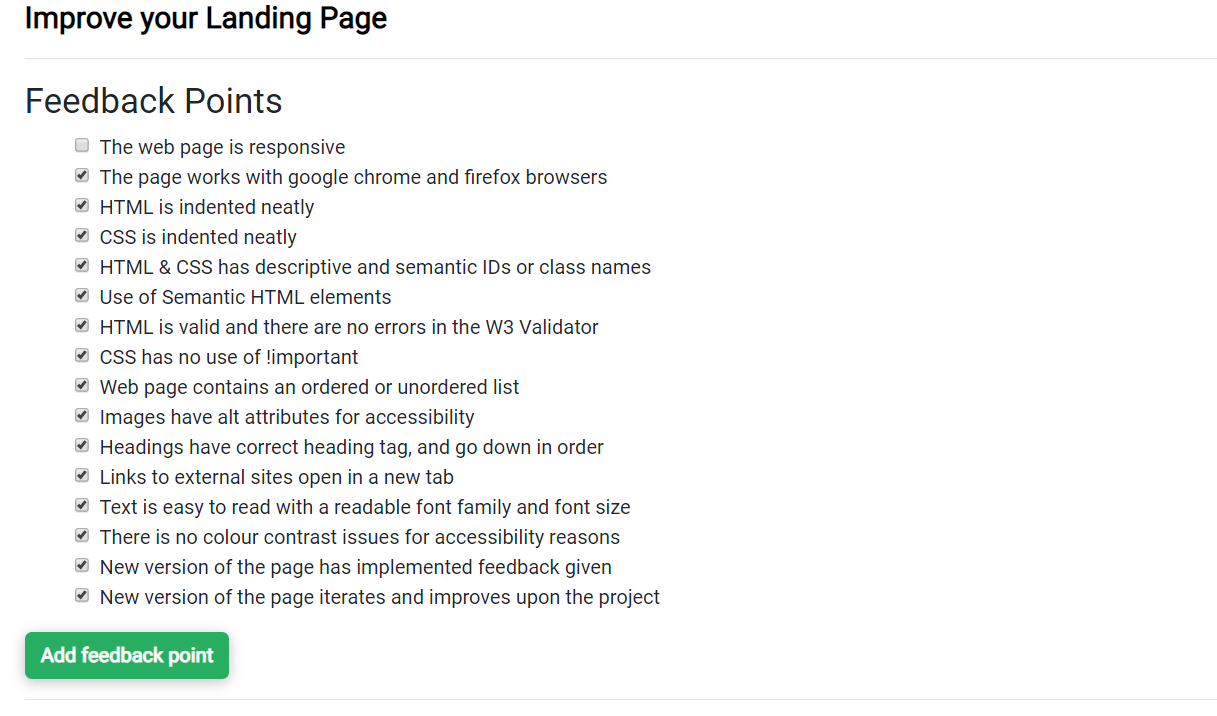 Improve your Landing Page
Feedback Points
The web page is responsive
The page works with google chrome and firefox browsers
HTML is indented neatly
CSS is indented neatly
HTML & CSS has descriptive and semantic IDs or class names
Use of Semantic HTML elements
HTML is valid and there are no errors in the W3 Validator
CSS has no use of !important
Web page contains an ordered or unordered list
Images have alt attributes for accessibility
Headings have correct heading tag, and go down in order
Links to external sites open in a new tab
Text is easy to read with a readable font family and font size
There is no colour contrast issues for accessibility reasons
New version of the page has implemented feedback given
New version of the page iterates and improves upon the project
Add feedback point